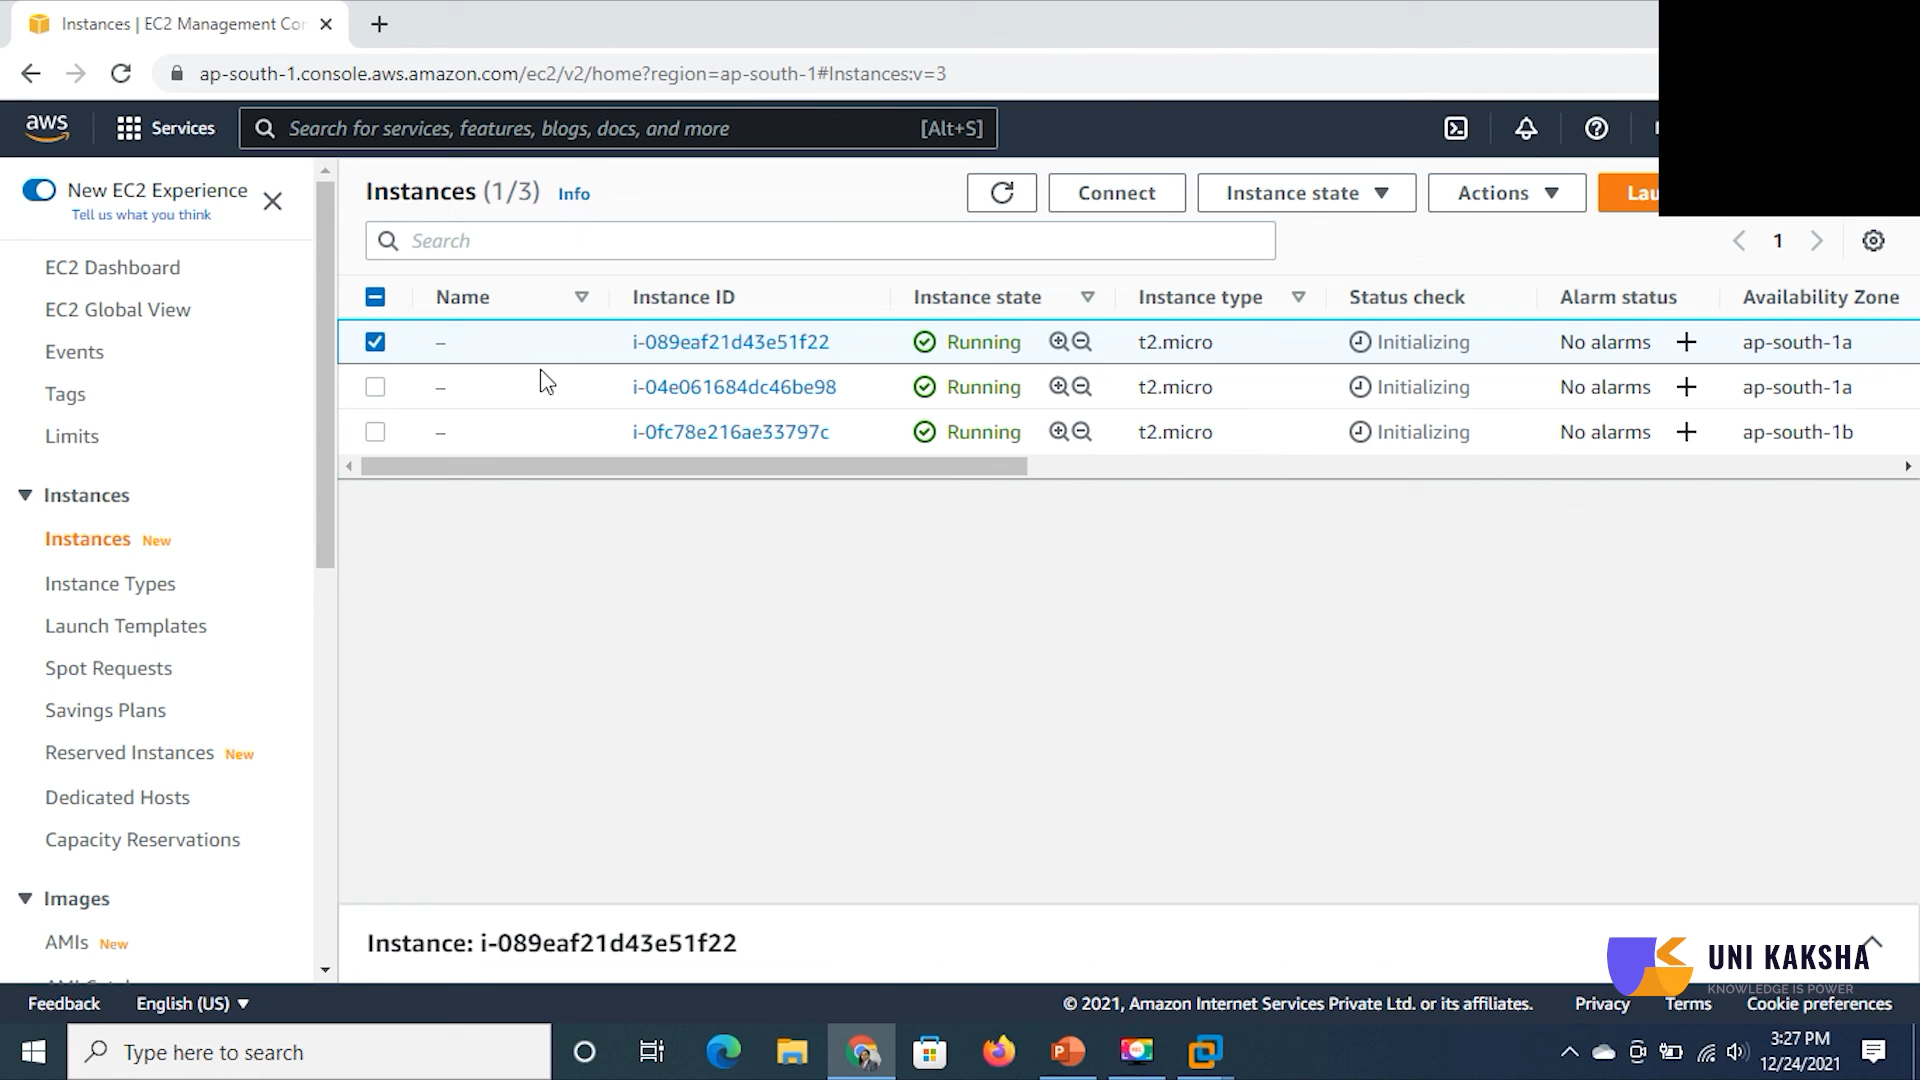 Instances | EC2 Management Con
ap-south-1.console.aws.amazon.com/ec2/v2/home?region=ap-south-1#Instances:v=3
aws
Services
Search for services, features, blogs, docs, and more
[Alt+S]
New EC2 Experience
Tell us what you think
Instances (1/3) Info
Connect
Instance state
Actions
Lau
Search
1
Name Instance ID Instance state Instance type Status check Alarm status Availability Zone
– i-089eaf21d43e51f22 Running t2.micro Initializing No alarms + ap-south-1a
– i-04e061684dc46be98 Running t2.micro Initializing No alarms + ap-south-1a
– i-0fc78e216ae33797c Running t2.micro Initializing No alarms + ap-south-1b
EC2 Dashboard
EC2 Global View
Events
Tags
Limits
Instances
Instances New
Instance Types
Launch Templates
Spot Requests
Savings Plans
Reserved Instances New
Dedicated Hosts
Capacity Reservations
Images
AMIs New
Instance: i-089eaf21d43e51f22
UNI KAKSHA
KNOWLEDGE IS POWER
Feedback English (US)
© 2021, Amazon Internet Services Private Ltd. or its affiliates. Privacy Terms Cookie preferences
Type here to search
3:27 PM
12/24/2021